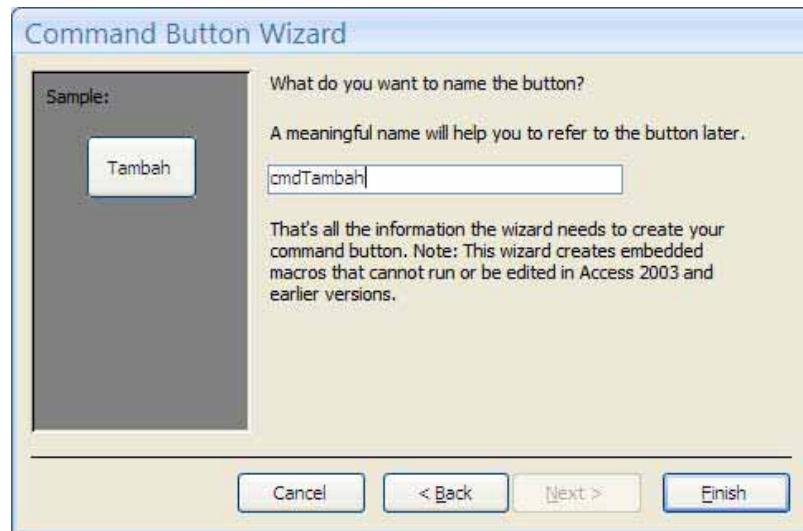 Command Button Wizard
Sample:
Tambah
What do you want to name the button?
A meaningful name will help you to refer to the button later.
cmdTambah
That's all the information the wizard needs to create your
command button. Note: This wizard creates embedded
macros that cannot run or be edited in Access 2003 and
earlier versions.
Cancel
< Back
Next >
Finish